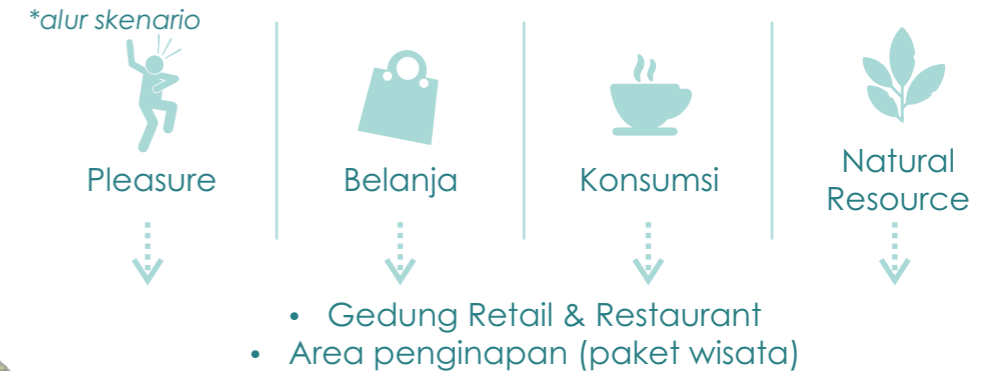 *alur skenario
Pleasure
Belanja
Konsumsi
Natural
Resource
• Gedung Retail & Restaurant
• Area penginapan (paket wisata)